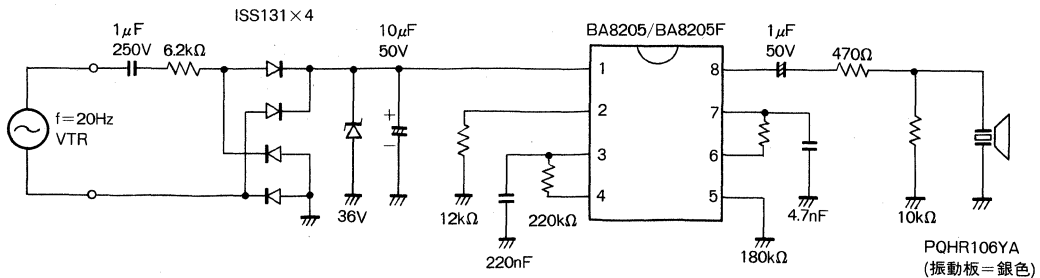 ISS131×4
1μF
250V
6.2kΩ
10μF
50V
BA8205/BA8205F
1μF
50V
470Ω
f=20Hz
VTR
+
−
1
2
3
4
8
7
6
5
36V
12kΩ
220kΩ
220nF
4.7nF
180kΩ
10kΩ
PQHR106YA
(振動板=銀色)